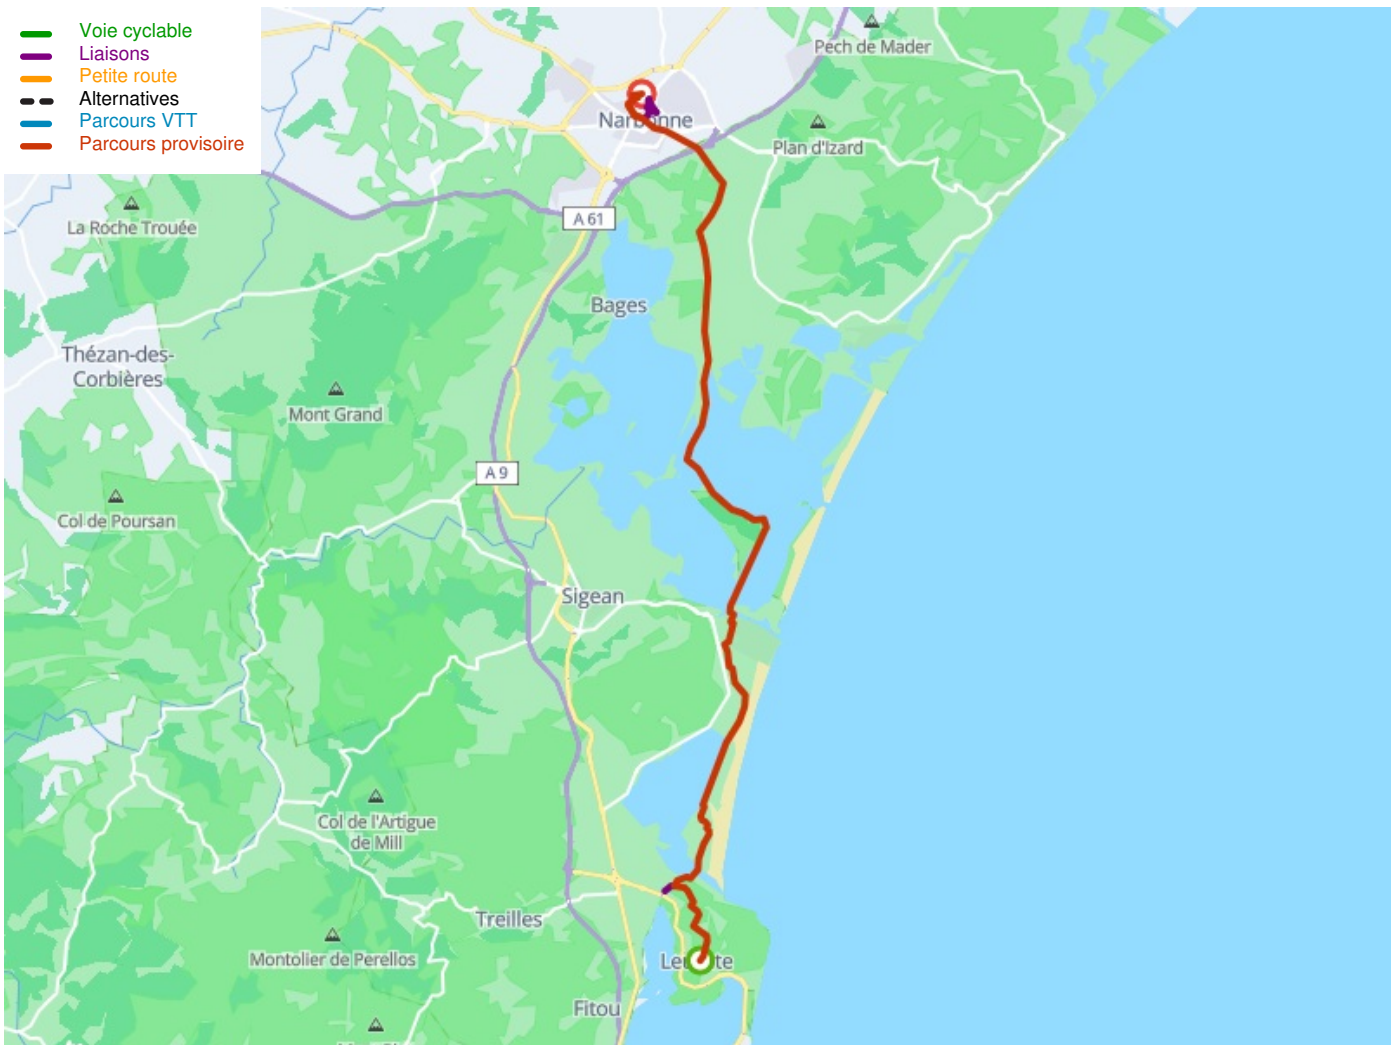 Voie cyclable
Liaisons
Petite route
Alternatives
Parcours VTT
Parcours provisoire
Pech de Mader
Narbonne
Plan d'Izard
La Roche Trouée
A 61
Bages
Thézan-des-
Corbières
Mont Grand
A 9
Col de Poursan
Sigean
Col de l'Artigue
de Mill
Treilles
Montolier de Perellos
Fitou